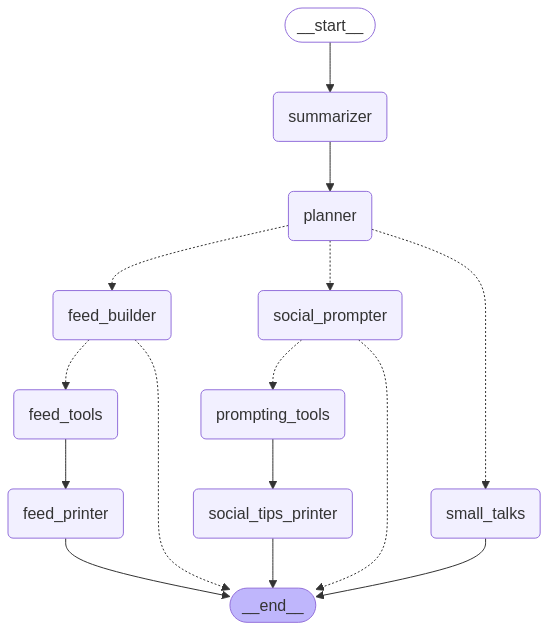 __start__
summarizer
planner
feed_builder
social_prompter
feed_tools
prompting_tools
feed_printer
social_tips_printer
small_talks
__end__